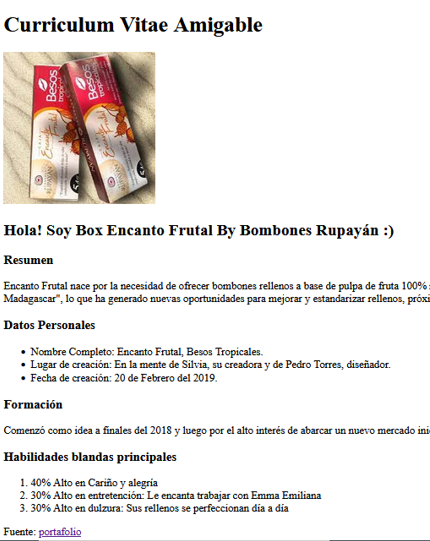 Curriculum Vitae Amigable
Besos
tropicales
Encanto
Frutal
RUPAYÁN
Besos
tropicales
Encanto
Frutal
Hola! Soy Box Encanto Frutal By Bombones Rupayán :)
Resumen
Encanto Frutal nace por la necesidad de ofrecer bombones rellenos a base de pulpa de fruta 100%
Madagascar", lo que ha generado nuevas oportunidades para mejorar y estandarizar rellenos, próxi
Datos Personales
Nombre Completo: Encanto Frutal, Besos Tropicales.
Lugar de creación: En la mente de Silvia, su creadora y de Pedro Torres, diseñador.
Fecha de creación: 20 de Febrero del 2019.
Formación
Comenzó como idea a finales del 2018 y luego por el alto interés de abarcar un nuevo mercado ini
Habilidades blandas principales
1. 40% Alto en Cariño y alegría
2. 30% Alto en entretención: Le encanta trabajar con Emma Emiliana
3. 30% Alto en dulzura: Sus rellenos se perfeccionan día a día
Fuente: portafolio